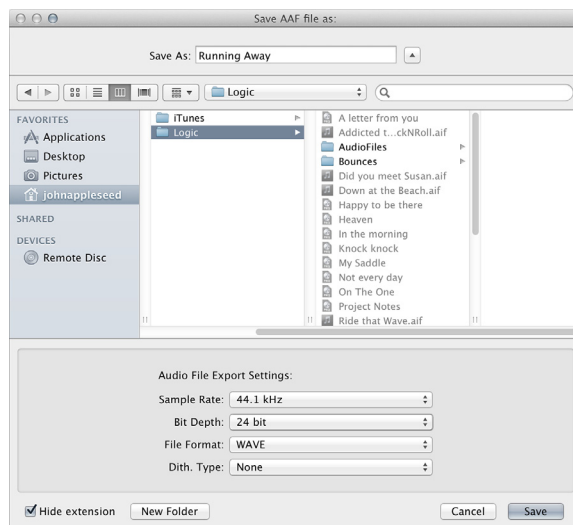 Save AAF file as:
Save As: Running Away
Logic
FAVORITES
Applications
Desktop
Pictures
johnappleseed
SHARED
DEVICES
Remote Disc
iTunes
Logic
A letter from you
Addicted t...ckNRoll.aif
AudioFiles
Bounces
Did you meet Susan.aif
Down at the Beach.aif
Happy to be there
Heaven
In the morning
Knock knock
My Saddle
Not every day
On The One
Project Notes
Ride that Wave.aif
Audio File Export Settings:
Sample Rate: 44.1 kHz
Bit Depth: 24 bit
File Format: WAVE
Dith. Type: None
Hide extension
New Folder
Cancel
Save